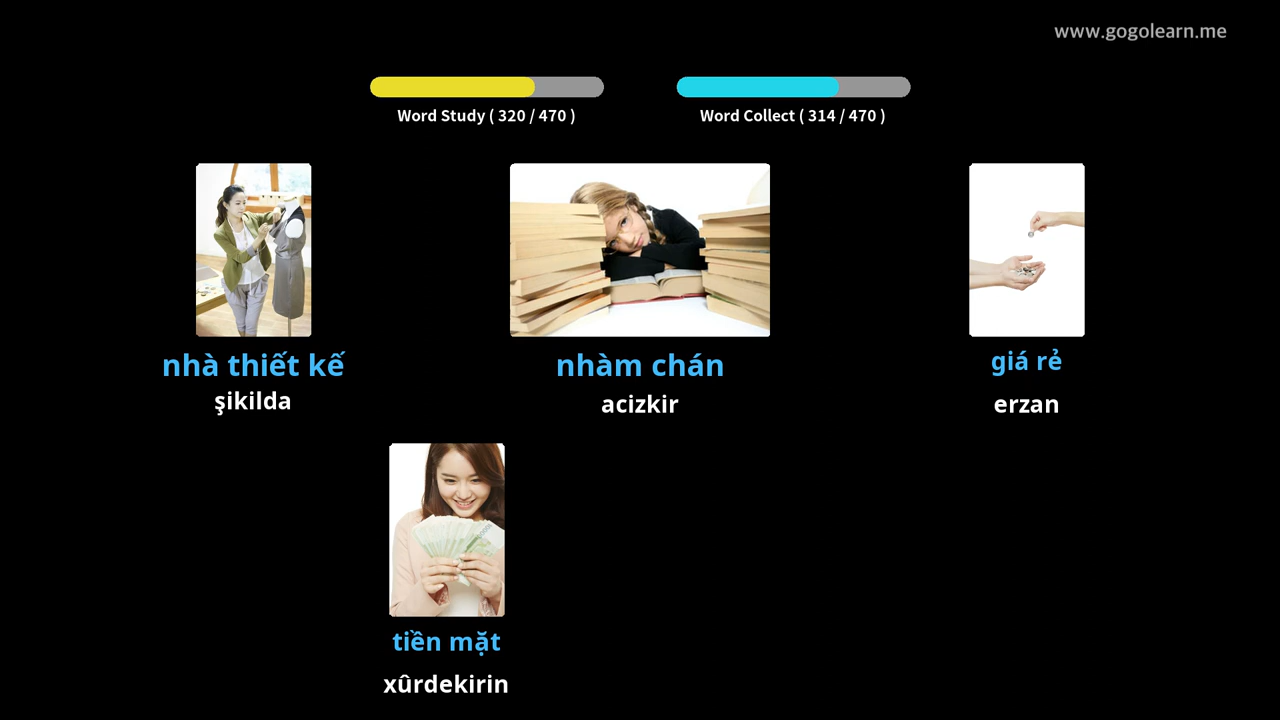 www.gogolearn.me
Word Study ( 320 / 470 )
Word Collect ( 314 / 470 )
nhà thiết kế
şikilda
nhàm chán
acizkir
giá rẻ
erzan
tiền mặt
xûrdekirin